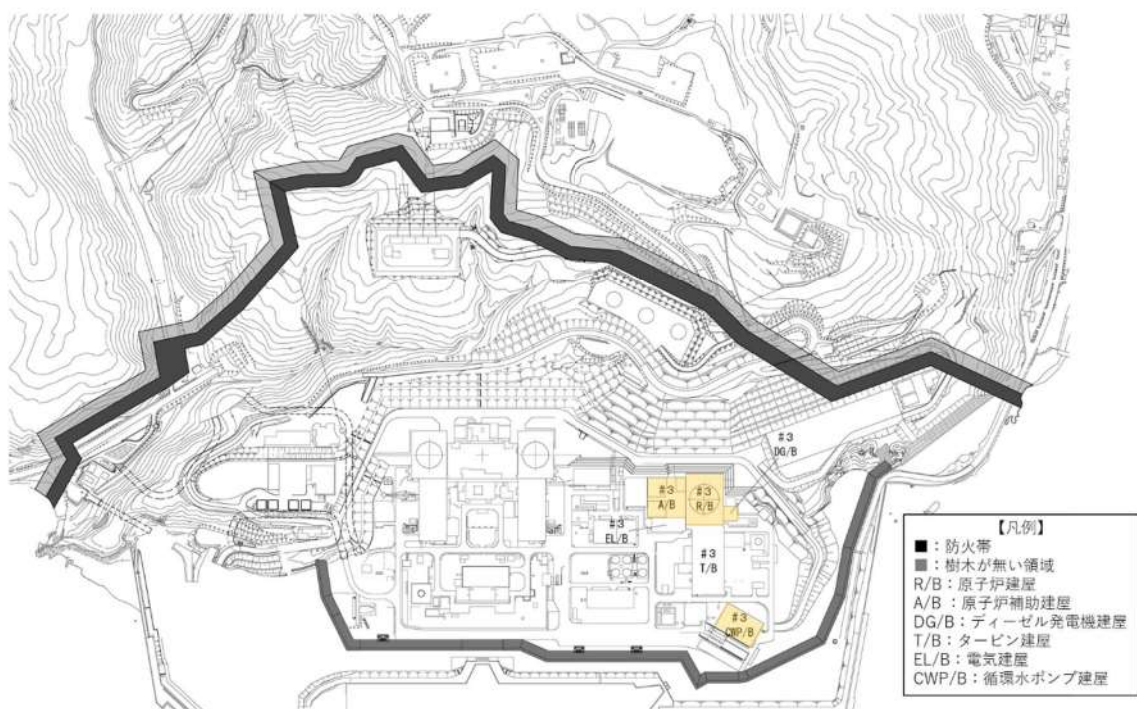 #3
DG/B
#3
A/B
#3
R/B
#3
EL/B
#3
T/B
#3
CWP/B
【凡例】
■：防火帯
■：樹木が無い領域
R/B：原子炉建屋
A/B：原子炉補助建屋
DG/B：ディーゼル発電機建屋
T/B：タービン建屋
EL/B：電気建屋
CWP/B：循環水ポンプ建屋